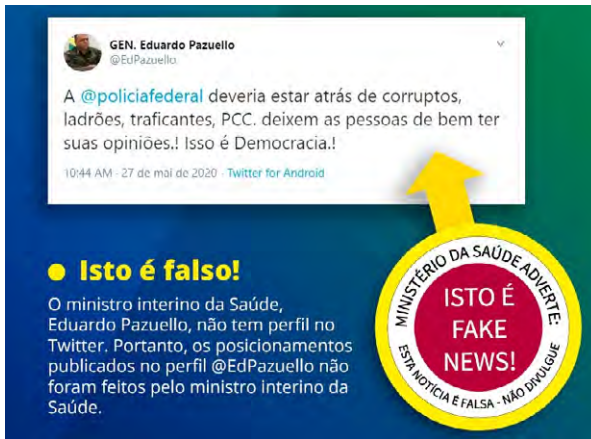 GEN. Eduardo Pazuello
@EdPazuello
A @policiafederal deveria estar atrás de corruptos,
ladrões, traficantes, PCC. deixem as pessoas de bem ter
suas opiniões.! Isso é Democracia.!
10:44 AM · 27 de mai de 2020 · Twitter for Android
Isto é falso!
O ministro interino da Saúde,
Eduardo Pazuello, não tem perfil no
Twitter. Portanto, os posicionamentos
publicados no perfil @EdPazuello não
foram feitos pelo ministro interino da
Saúde.
MINISTÉRIO DA SAÚDE ADVERTE:
ISTO É
FAKE
NEWS!
ESTA NOTÍCIA É FALSA - NÃO DIVULGUE